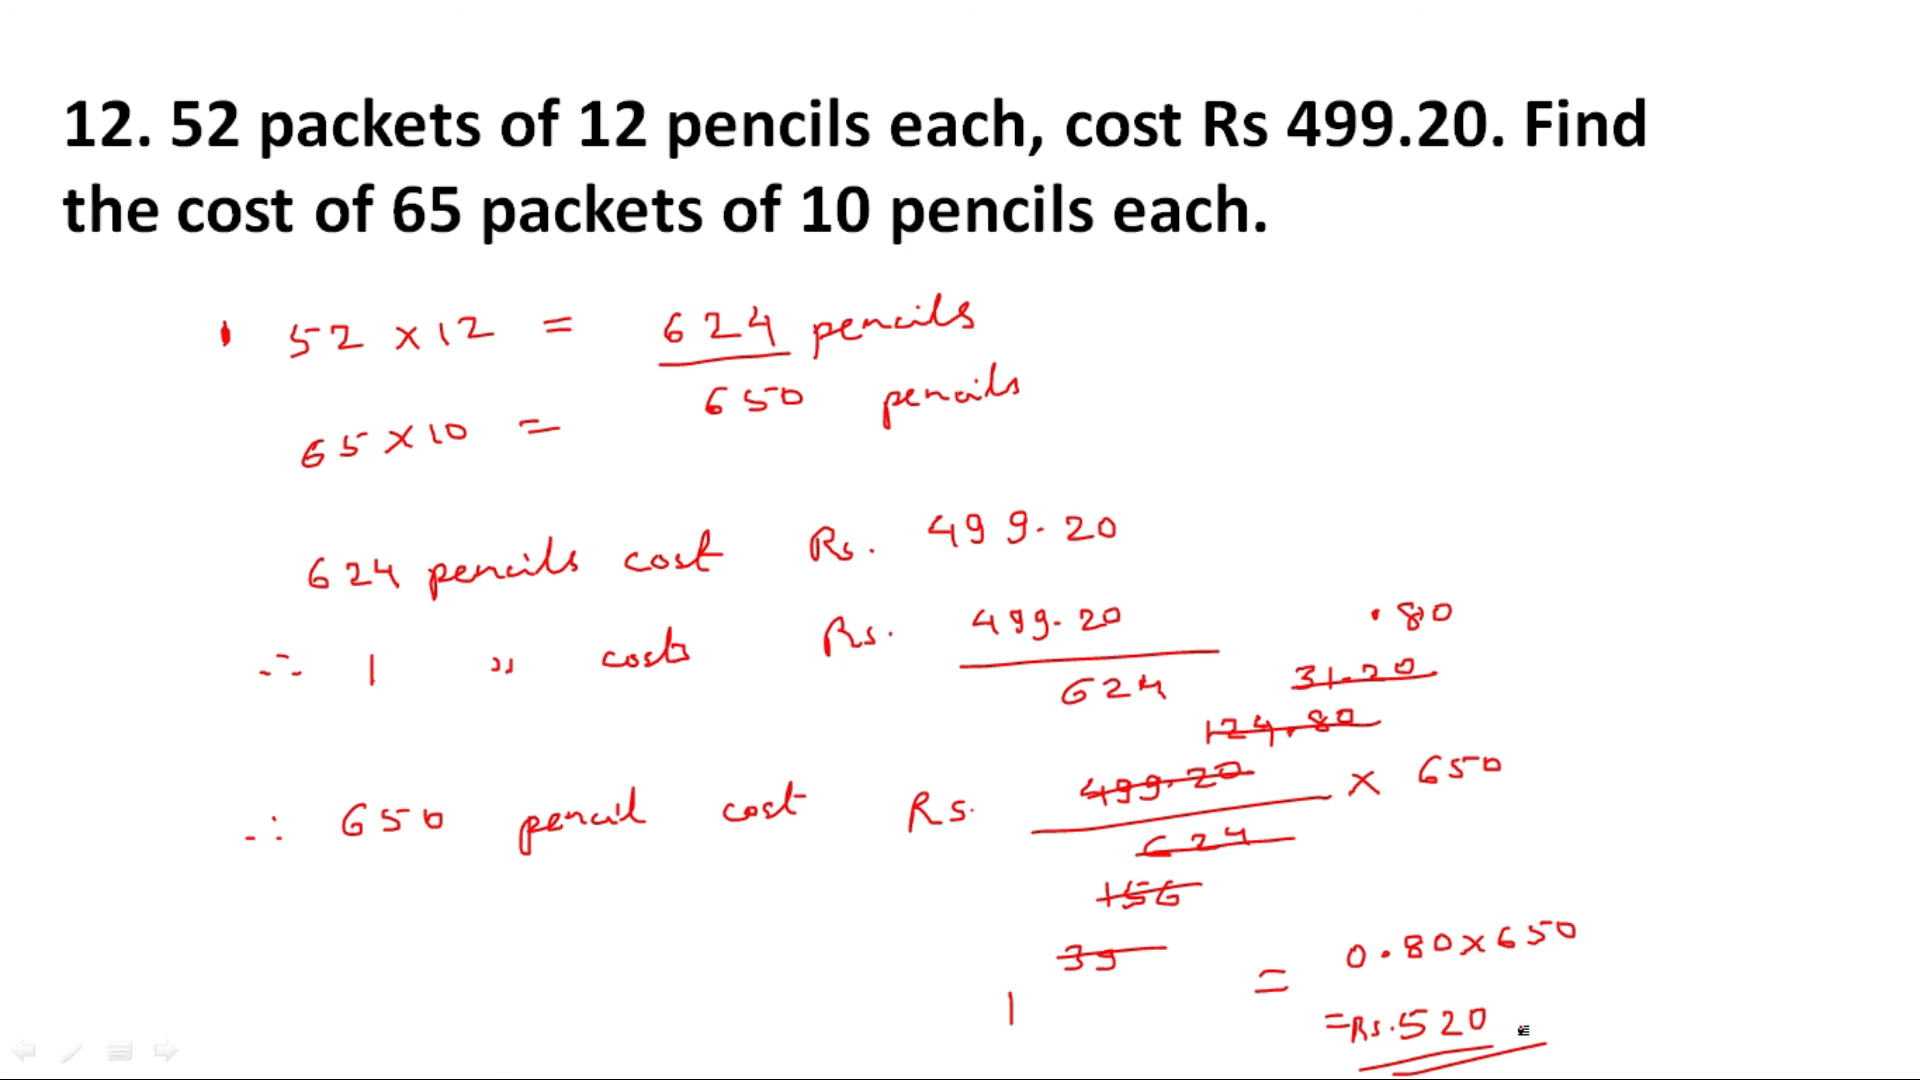 12. 52 packets of 12 pencils each, cost Rs 499.20. Find
the cost of 65 packets of 10 pencils each.
52 x 12 = 624 pencils
65 x 10 = 650 pencils
624 pencils cost Rs. 499.20
∴ 1 " costs Rs. 499.20
624
.80
31.20
124.80
∴ 650 pencil cost Rs. 499.20 x 650
624
156
39
1
= 0.80 x 650
= Rs. 520